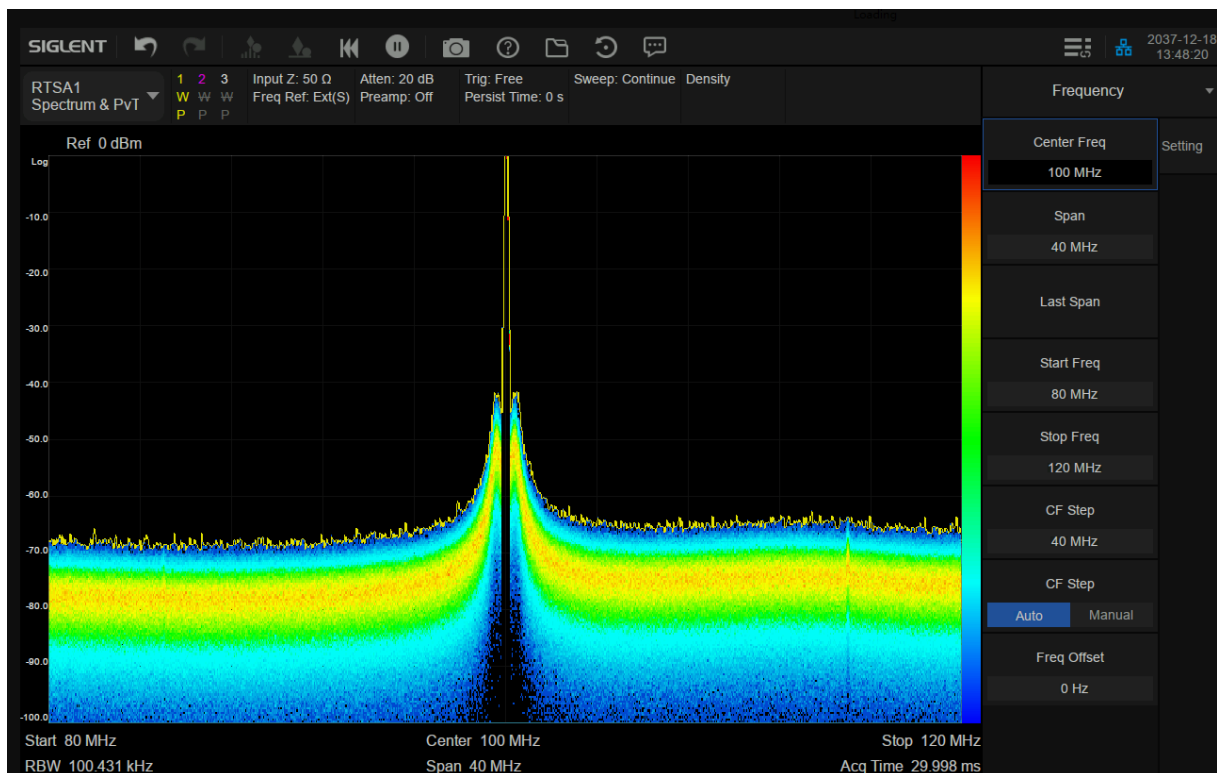 Loading
SIGLENT
2037-12-18
13:48:20
RTSA1
Spectrum & PvT
1 2 3
W W W
P P P
Input Z: 50 Ω
Freq Ref: Ext(S)
Atten: 20 dB
Preamp: Off
Trig: Free
Persist Time: 0 s
Sweep: Continue
Density
Ref 0 dBm
Log
-10.0
-20.0
-30.0
-40.0
-50.0
-60.0
-70.0
-80.0
-90.0
-100.0
Start 80 MHz
Center 100 MHz
Stop 120 MHz
RBW 100.431 kHz
Span 40 MHz
Acq Time 29.998 ms
Frequency
Setting
Center Freq
100 MHz
Span
40 MHz
Last Span
Start Freq
80 MHz
Stop Freq
120 MHz
CF Step
40 MHz
CF Step
Auto Manual
Freq Offset
0 Hz